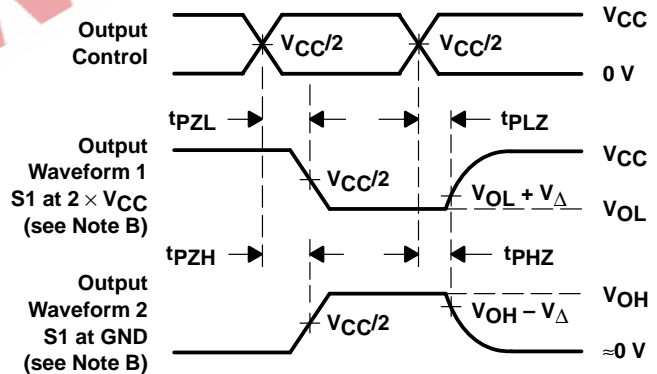 Output
Control
VCC/2
VCC/2
VCC
0 V
tPZL
tPLZ
Output
Waveform 1
S1 at 2 × VCC
(see Note B)
VCC/2
VOL + VΔ
VCC
VOL
tPZH
tPHZ
Output
Waveform 2
S1 at GND
(see Note B)
VCC/2
VOH – VΔ
VOH
≈0 V